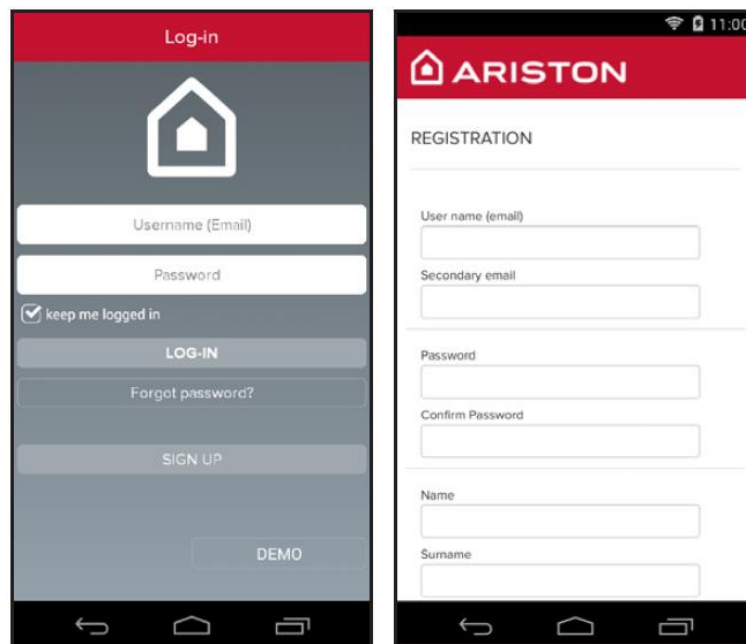 Log-in
Username (Email)
Password
keep me logged in
LOG-IN
Forgot password?
SIGN UP
DEMO
11:00
ARISTON
REGISTRATION
User name (email)
Secondary email
Password
Confirm Password
Name
Surname